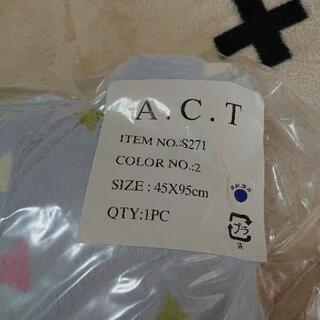 A.C.T
ITEM NO.:S271
COLOR NO.:2
SIZE : 45X95cm
QTY:1PC
プラ